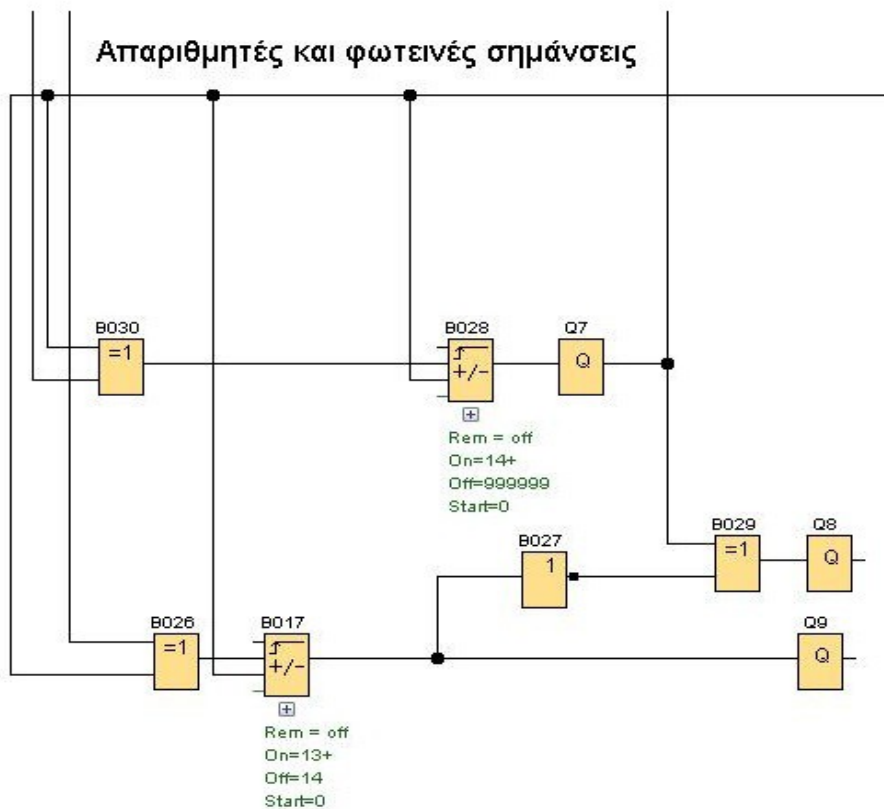 Απαριθμητές και φωτεινές σημάνσεις
B030
=1
B028
+/-
Rem = off
On=14+
Off=999999
Start=0
Q7
Q
B027
1
B029
=1
Q8
Q
B026
=1
B017
+/-
Rem = off
On=13+
Off=14
Start=0
Q9
Q